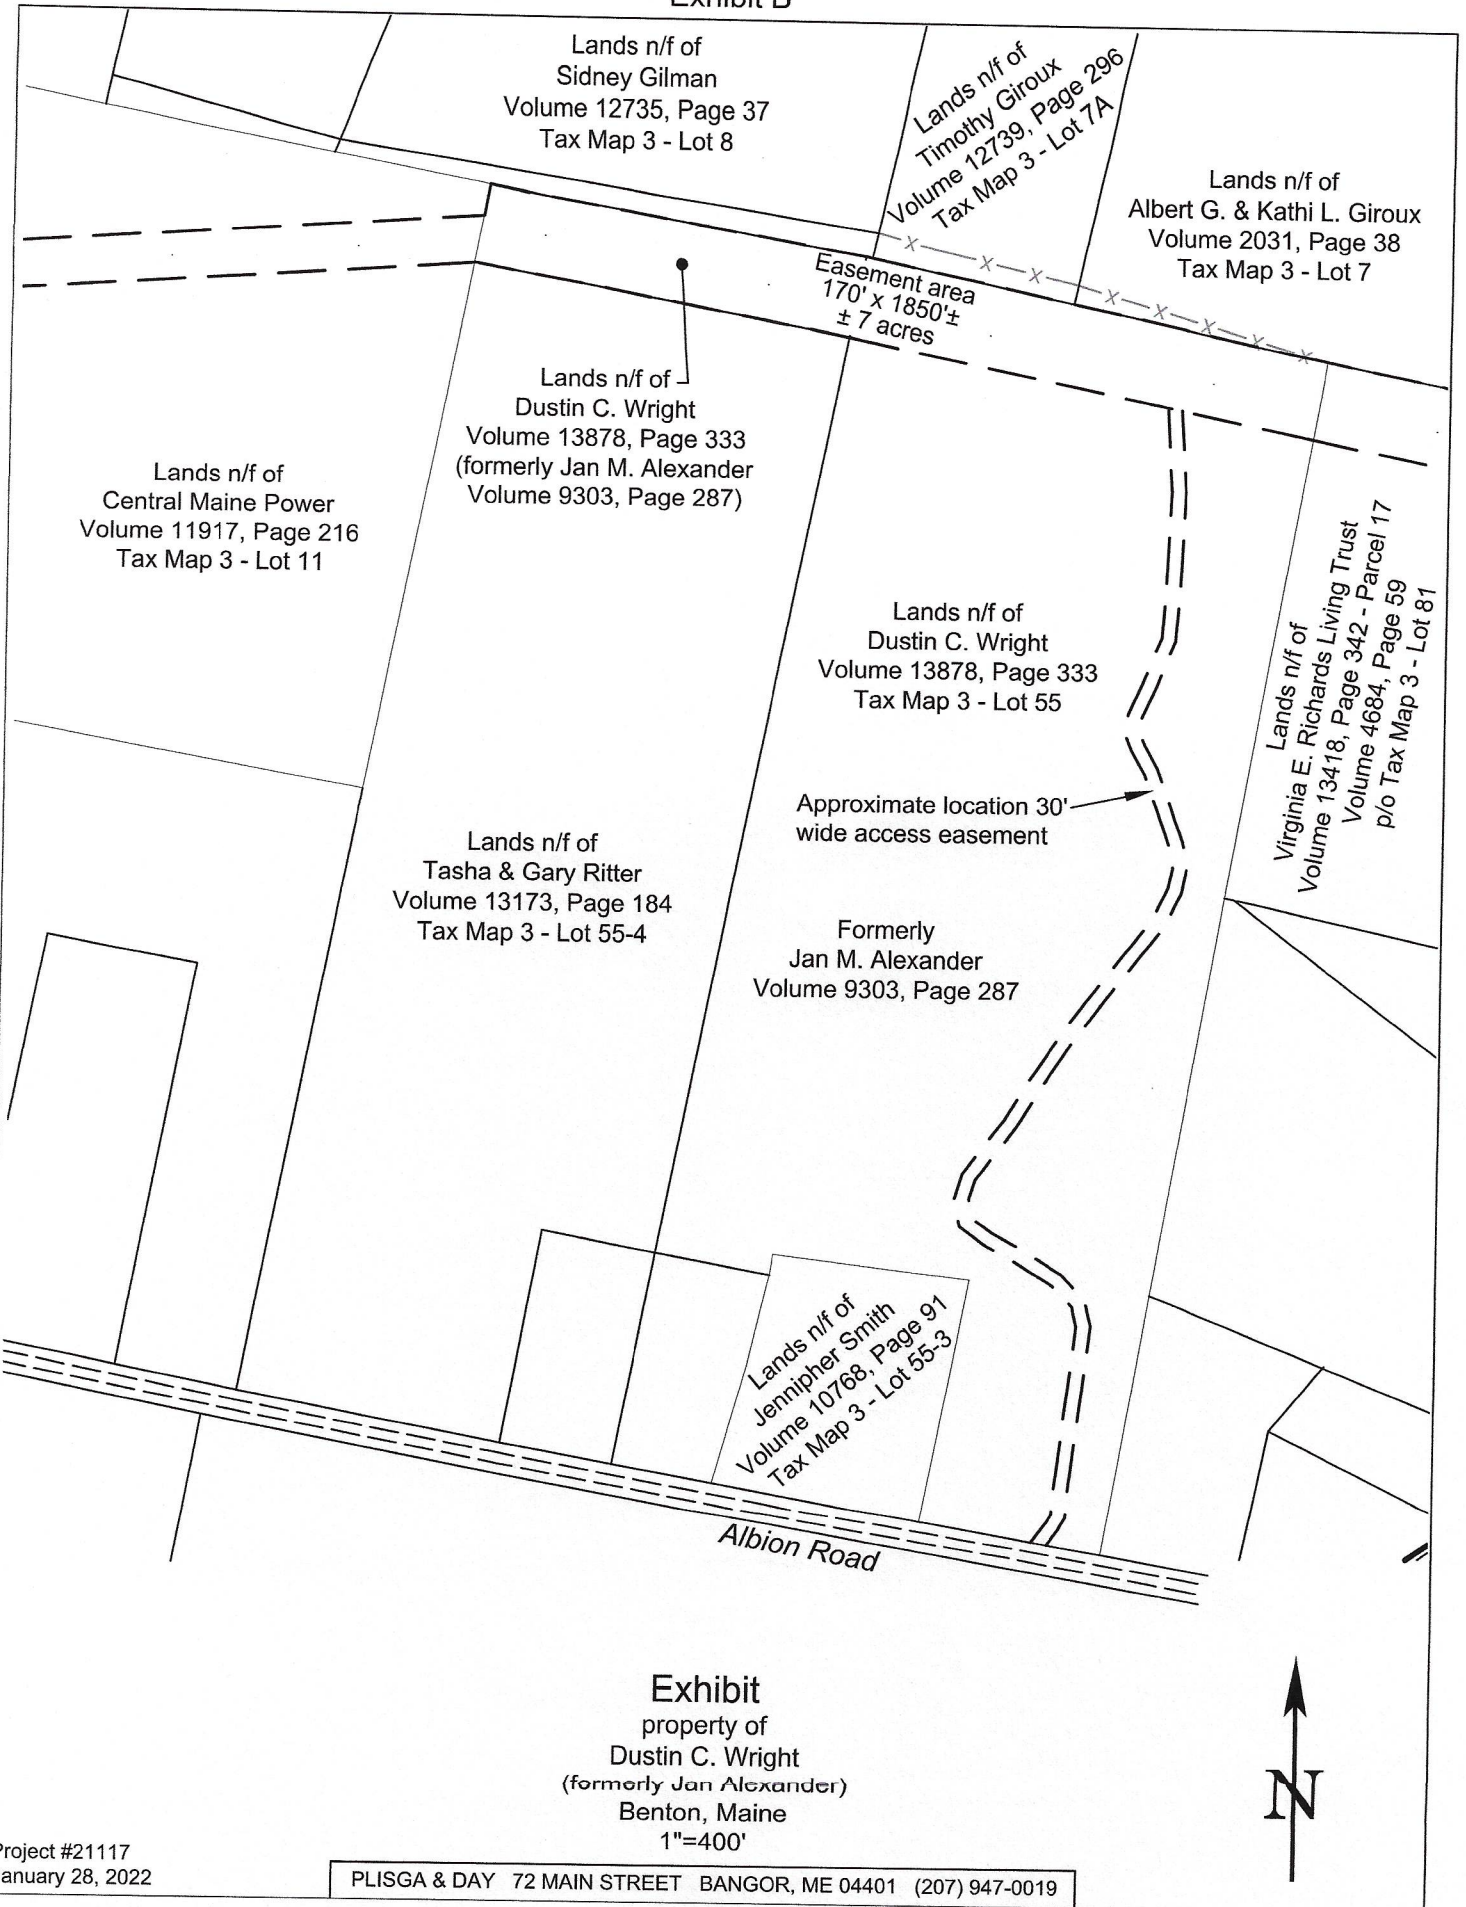 Exhibit B
Lands n/f of
Sidney Gilman
Volume 12735, Page 37
Tax Map 3 - Lot 8
Lands n/f of
Timothy Giroux
Volume 12739, Page 296
Tax Map 3 - Lot 7A
Lands n/f of
Albert G. & Kathi L. Giroux
Volume 2031, Page 38
Tax Map 3 - Lot 7
Easement area
170' x 1850'±
± 7 acres
Lands n/f of
Dustin C. Wright
Volume 13878, Page 333
(formerly Jan M. Alexander
Volume 9303, Page 287)
Lands n/f of
Central Maine Power
Volume 11917, Page 216
Tax Map 3 - Lot 11
Lands n/f of
Dustin C. Wright
Volume 13878, Page 333
Tax Map 3 - Lot 55
Lands n/f of
Virginia E. Richards Living Trust
Volume 13418, Page 342 - Parcel 17
Volume 4684, Page 59
p/o Tax Map 3 - Lot 81
Approximate location 30'
wide access easement
Lands n/f of
Tasha & Gary Ritter
Volume 13173, Page 184
Tax Map 3 - Lot 55-4
Formerly
Jan M. Alexander
Volume 9303, Page 287
Lands n/f of
Jennipher Smith
Volume 10768, Page 91
Tax Map 3 - Lot 55-3
Albion Road
Exhibit
property of
Dustin C. Wright
(formerly Jan Alexander)
Benton, Maine
1"=400'
N
Project #21117
January 28, 2022
PLISGA & DAY 72 MAIN STREET BANGOR, ME 04401 (207) 947-0019